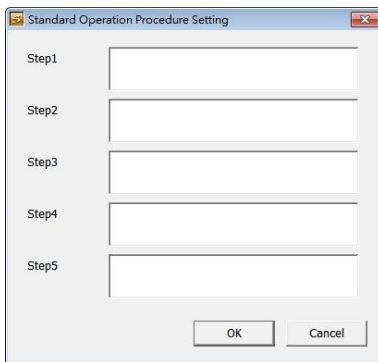 Standard Operation Procedure Setting
Step1
Step2
Step3
Step4
Step5
OK
Cancel